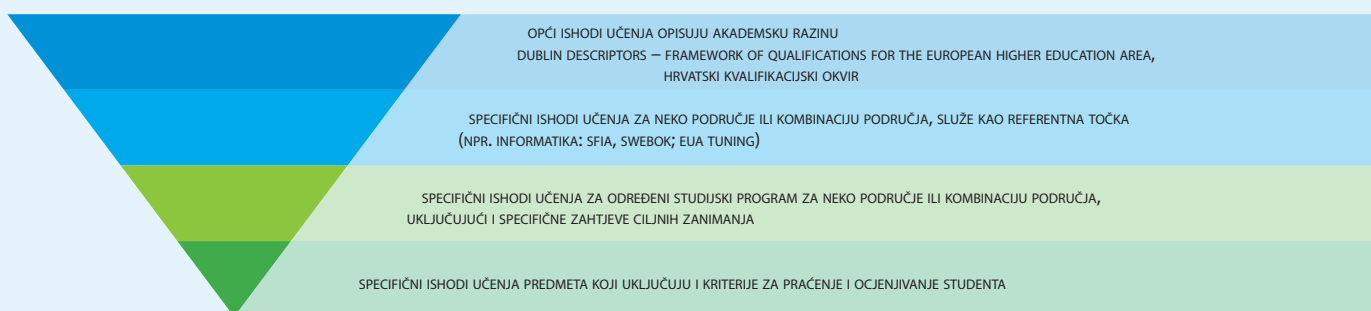 OPĆI ISHODI UČENJA OPISUJU AKADEMSKU RAZINU
DUBLIN DESCRIPTORS – FRAMEWORK OF QUALIFICATIONS FOR THE EUROPEAN HIGHER EDUCATION AREA,
HRVATSKI KVALIFIKACIJSKI OKVIR
SPECIFIČNI ISHODI UČENJA ZA NEKO PODRUČJE ILI KOMBINACIJU PODRUČJA, SLUŽE KAO REFERENTNA TOČKA
(NPR. INFORMATIKA: SFIA, SWEBOK; EUA TUNING)
SPECIFIČNI ISHODI UČENJA ZA ODREĐENI STUDIJSKI PROGRAM ZA NEKO PODRUČJE ILI KOMBINACIJU PODRUČJA,
UKLJUČUJUĆI I SPECIFIČNE ZAHTJEVE CILJNIH ZANIMANJA
SPECIFIČNI ISHODI UČENJA PREDMETA KOJI UKLJUČUJU I KRITERIJE ZA PRAĆENJE I OCJENJIVANJE STUDENTA